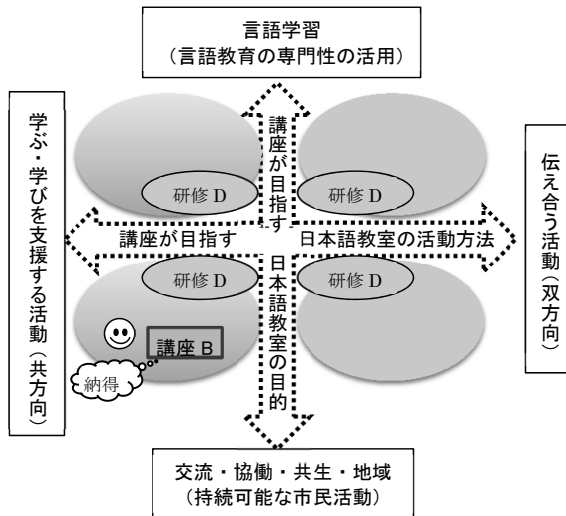 言語学習
(言語教育の専門性の活用)
学ぶ・学びを支援する活動(共方向)
講座が目指す
伝え合う活動(双方向)
研修 D
研修 D
講座が目指す
日本語教室の活動方法
研修 D
研修 D
日本語教室の目的
講座 B
納得
交流・協働・共生・地域
(持続可能な市民活動)